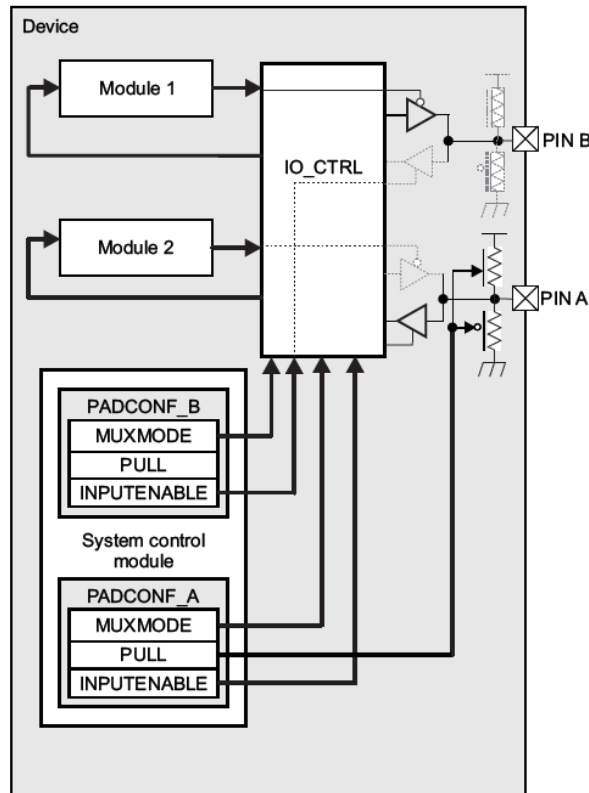 Device
Module 1
IO_CTRL
PIN B
Module 2
PIN A
PADCONF_B
MUXMODE
PULL
INPUTENABLE
System control
module
PADCONF_A
MUXMODE
PULL
INPUTENABLE